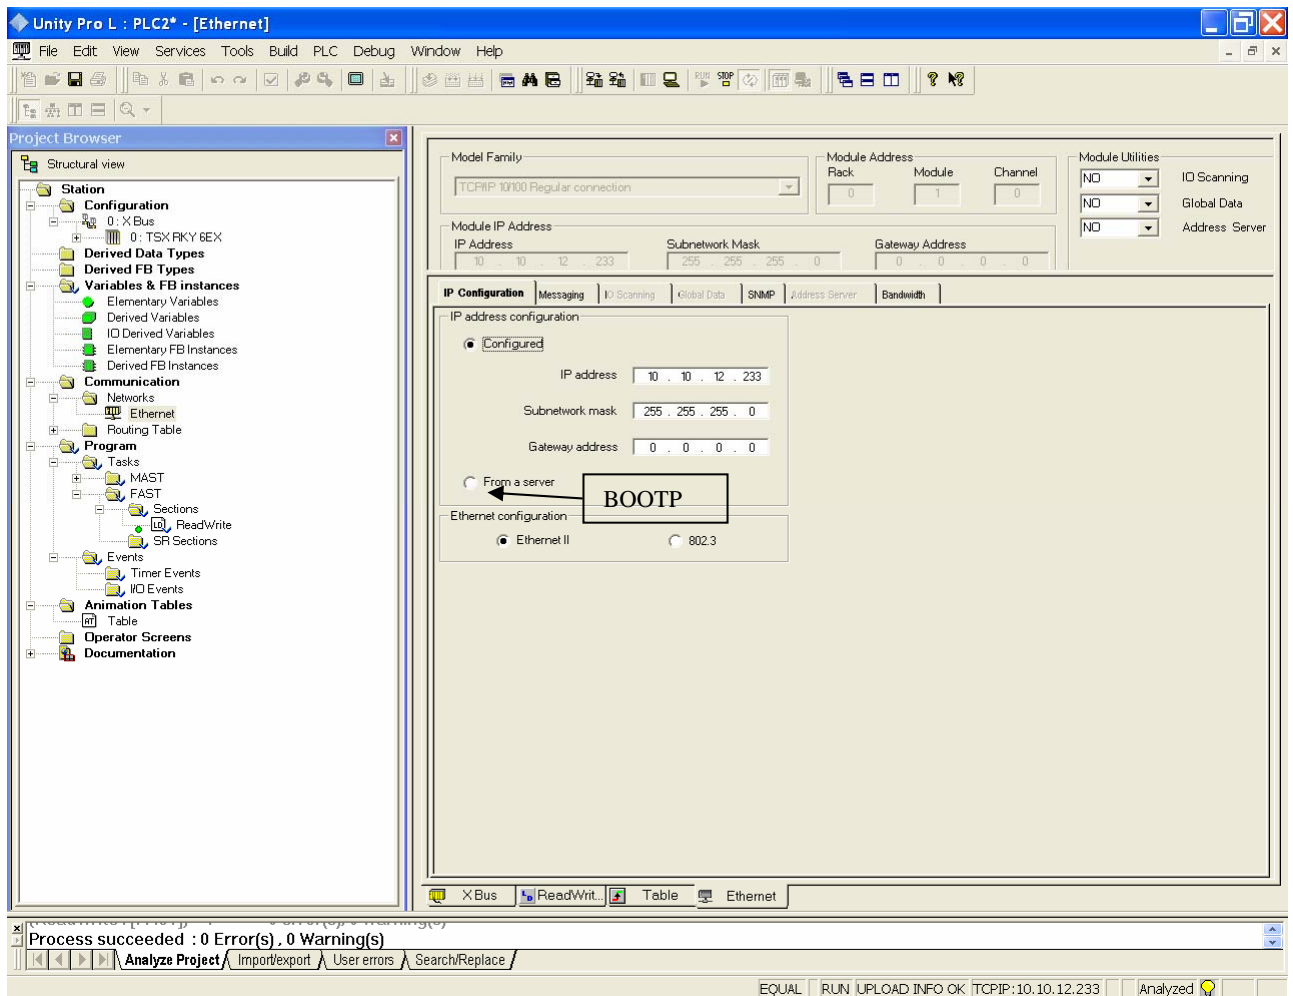 Unity Pro L : PLC2* - [Ethernet]
File Edit View Services Tools Build PLC Debug Window Help
Project Browser
Structural view
Station
Configuration
0 : X Bus
0 : TSX RKY 6EX
Derived Data Types
Derived FB Types
Variables & FB instances
Elementary Variables
Derived Variables
IO Derived Variables
Elementary FB Instances
Derived FB Instances
Communication
Networks
Ethernet
Routing Table
Program
Tasks
MAST
FAST
Sections
ReadWrite
SR Sections
Events
Timer Events
I/O Events
Animation Tables
Table
Operator Screens
Documentation
Model Family
TCP/IP 10/100 Regular connection
Module Address
Rack Module Channel
0 1 0
Module Utilities
NO IO Scanning
NO Global Data
NO Address Server
Module IP Address
IP Address Subnetwork Mask Gateway Address
10 . 10 . 12 . 233 255 . 255 . 255 . 0 0 . 0 . 0 . 0
IP Configuration Messaging IO Scanning Global Data SNMP Address Server Bandwidth
IP address configuration
Configured
IP address 10 . 10 . 12 . 233
Subnetwork mask 255 . 255 . 255 . 0
Gateway address 0 . 0 . 0 . 0
From a server
BOOTP
Ethernet configuration
Ethernet II 802.3
X Bus ReadWrit... Table Ethernet
Process succeeded : 0 Error(s) , 0 Warning(s)
Analyze Project Import/export User errors Search/Replace
EQUAL RUN UPLOAD INFO OK TCPIP:10.10.12.233 Analyzed